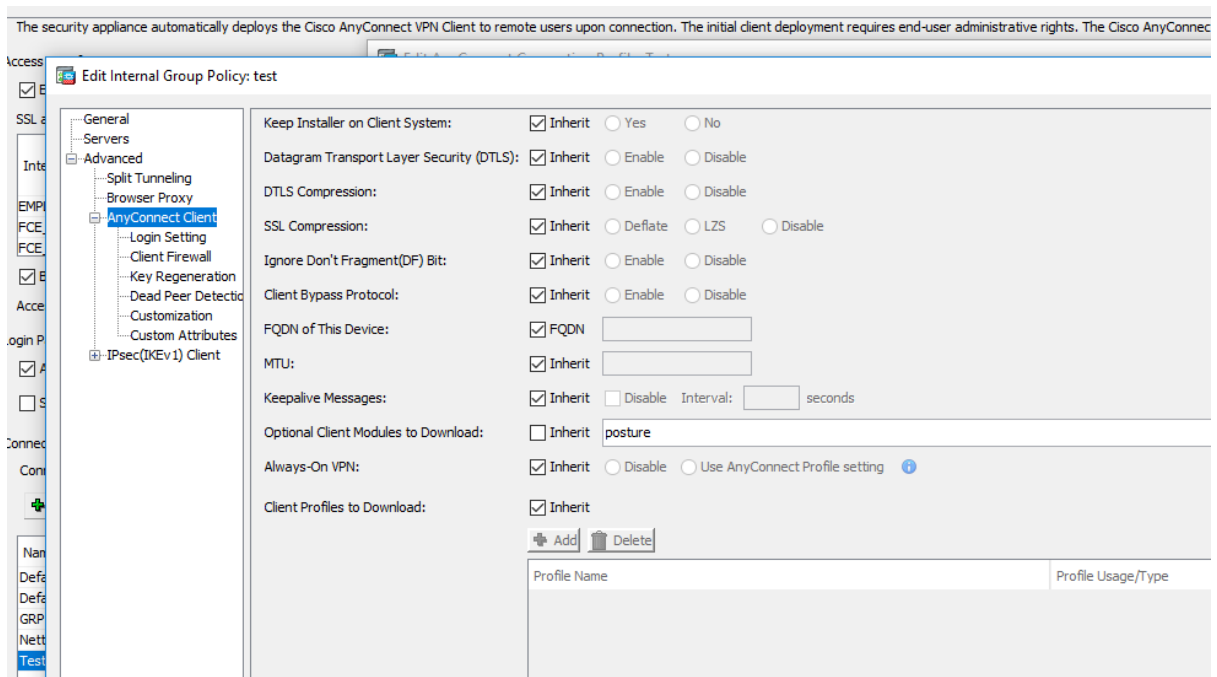 The security appliance automatically deploys the Cisco AnyConnect VPN Client to remote users upon connection. The initial client deployment requires end-user administrative rights. The Cisco AnyConnec
Access
Edit Internal Group Policy: test
SSL a
Inte
EMPL
FCE_
FCE_
Acce
ogin P
Connec
Conn
Nam
Defa
Defa
GRP
Nett
Test
General
Servers
Advanced
Split Tunneling
Browser Proxy
AnyConnect Client
Login Setting
Client Firewall
Key Regeneration
Dead Peer Detectio
Customization
Custom Attributes
IPsec(IKEv1) Client
Keep Installer on Client System: Inherit Yes No
Datagram Transport Layer Security (DTLS): Inherit Enable Disable
DTLS Compression: Inherit Enable Disable
SSL Compression: Inherit Deflate LZS Disable
Ignore Don't Fragment(DF) Bit: Inherit Enable Disable
Client Bypass Protocol: Inherit Enable Disable
FQDN of This Device: FQDN
MTU: Inherit
Keepalive Messages: Inherit Disable Interval: seconds
Optional Client Modules to Download: Inherit posture
Always-On VPN: Inherit Disable Use AnyConnect Profile setting
Client Profiles to Download: Inherit
Add Delete
Profile Name Profile Usage/Type